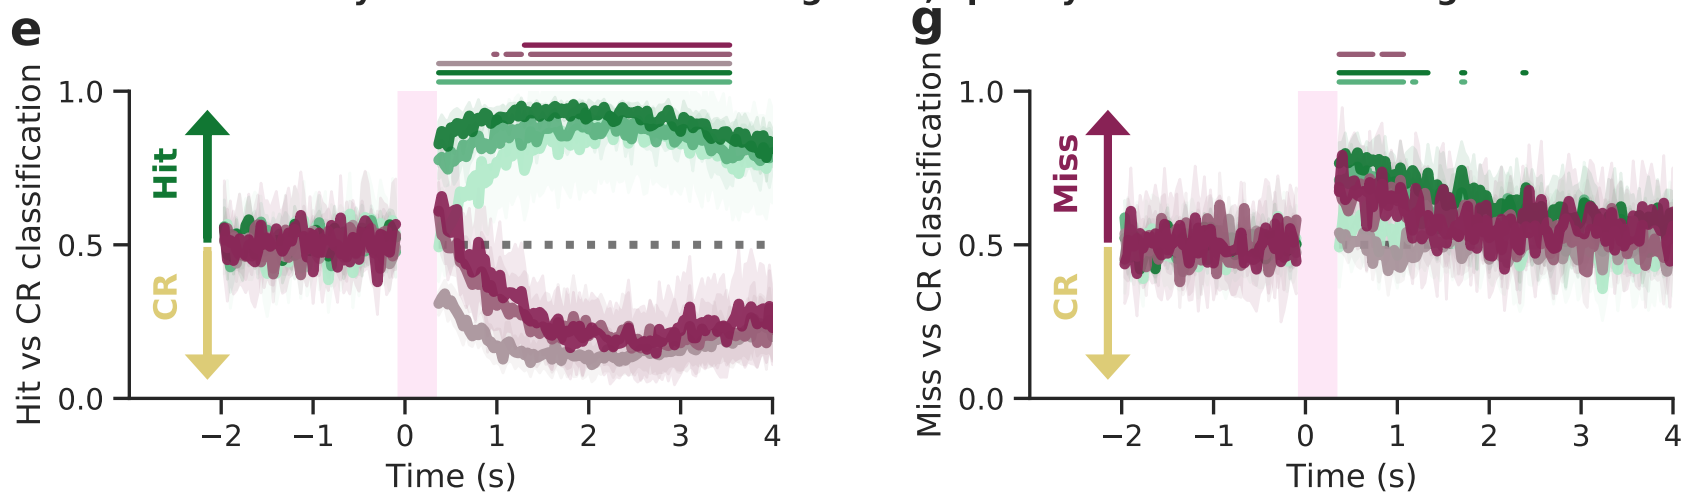 e
Hit vs CR classification
1.0
0.5
0.0
Hit
CR
−2 −1 0 1 2 3 4
Time (s)
g
Miss vs CR classification
1.0
0.5
0.0
Miss
CR
−2 −1 0 1 2 3 4
Time (s)